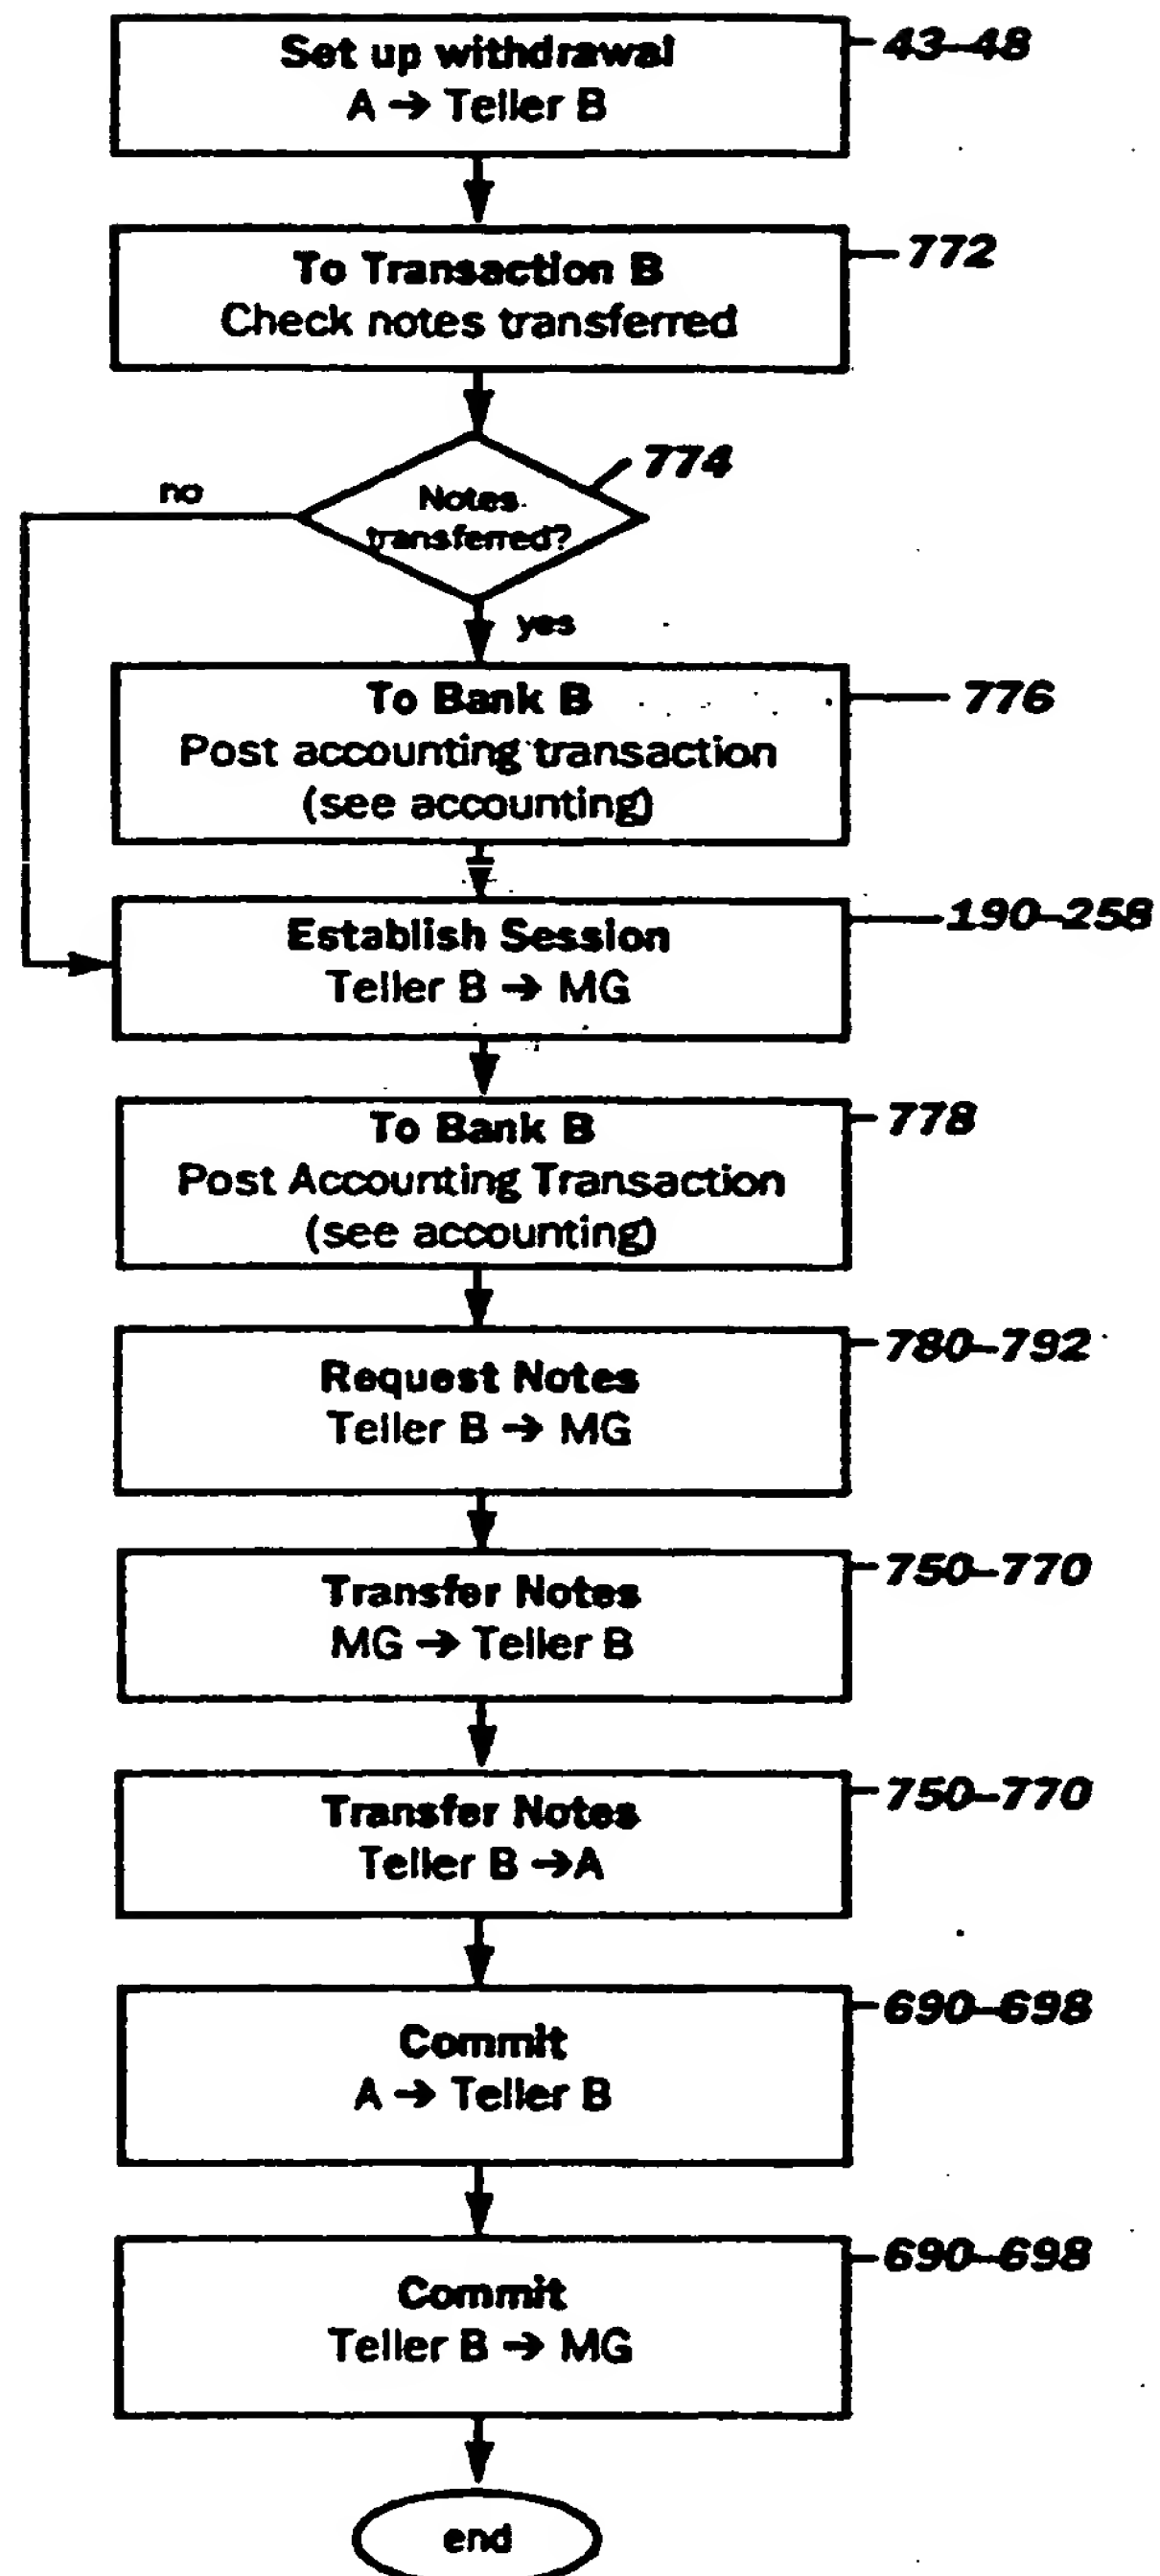 Set up withdrawal
A → Teller B
43–48
To Transaction B
Check notes transferred
772
Notes
transferred?
774
no
yes
To Bank B
Post accounting transaction
(see accounting)
776
Establish Session
Teller B → MG
190–258
To Bank B
Post Accounting Transaction
(see accounting)
778
Request Notes
Teller B → MG
780–792
Transfer Notes
MG → Teller B
750–770
Transfer Notes
Teller B → A
750–770
Commit
A → Teller B
690–698
Commit
Teller B → MG
690–698
end